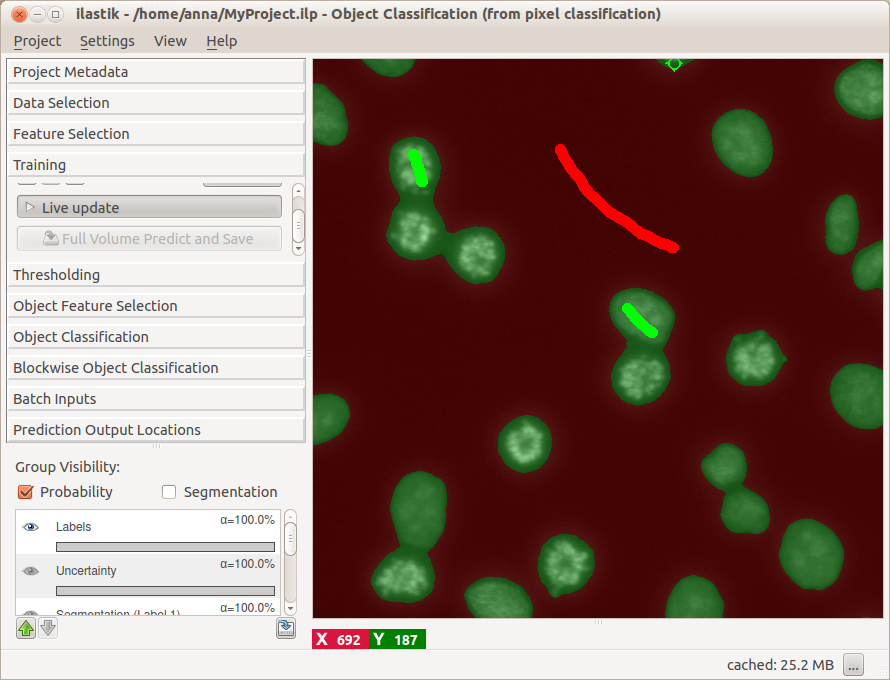 ilastik - /home/anna/MyProject.ilp - Object Classification (from pixel classification)
Project Settings View Help
Project Metadata
Data Selection
Feature Selection
Training
Live update
Full Volume Predict and Save
Thresholding
Object Feature Selection
Object Classification
Blockwise Object Classification
Batch Inputs
Prediction Output Locations
Group Visibility:
Probability Segmentation
Labels α=100.0%
Uncertainty α=100.0%
Segmentation (Label 1) α=100.0%
X 692 Y 187
cached: 25.2 MB ...